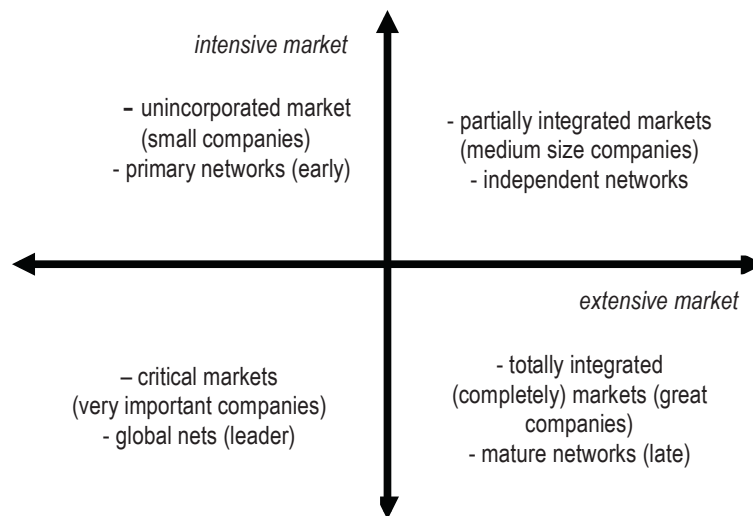 intensive market
– unincorporated market
(small companies)
- primary networks (early)
- partially integrated markets
(medium size companies)
- independent networks
extensive market
– critical markets
(very important companies)
- global nets (leader)
- totally integrated
(completely) markets (great
companies)
- mature networks (late)